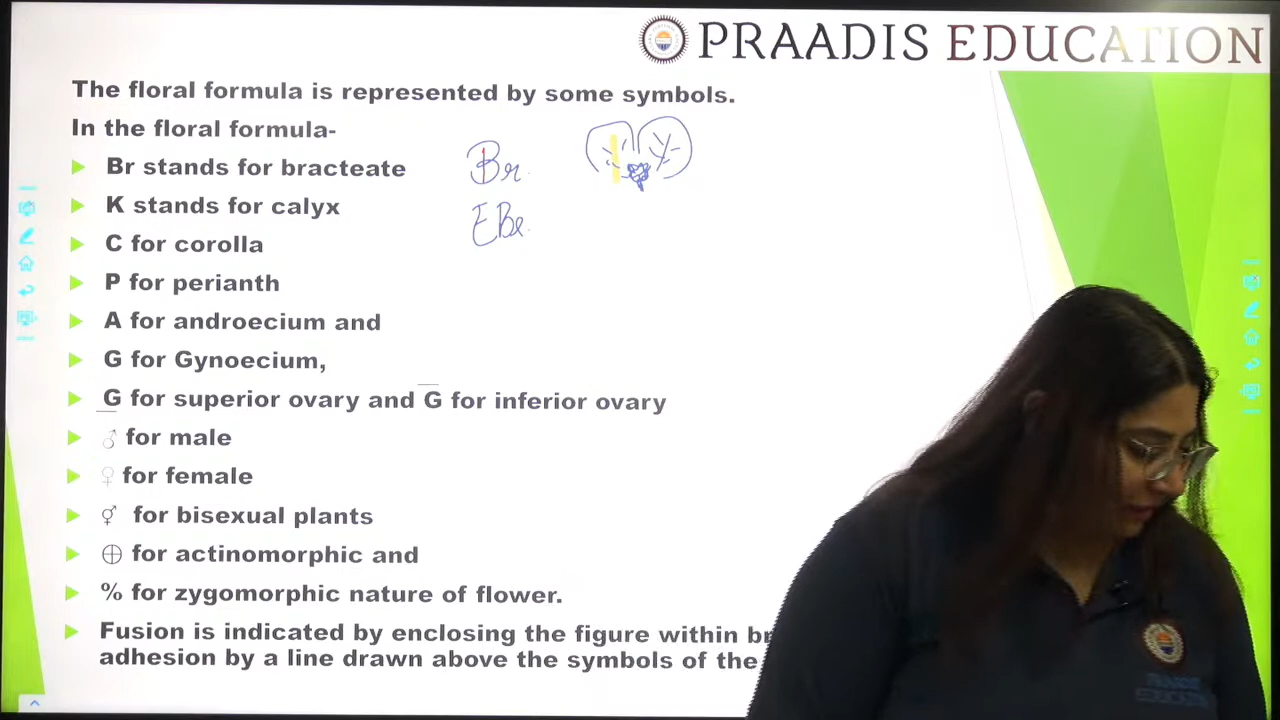 PRAADIS EDUCATION
The floral formula is represented by some symbols.
In the floral formula-
Br stands for bracteate
Br
K stands for calyx
EBr
C for corolla
P for perianth
A for androecium and
G for Gynoecium,
G for superior ovary and G for inferior ovary
♂ for male
♀ for female
⚥ for bisexual plants
⊕ for actinomorphic and
% for zygomorphic nature of flower.
Fusion is indicated by enclosing the figure within br
adhesion by a line drawn above the symbols of the
PRAADIS
EDUCATION